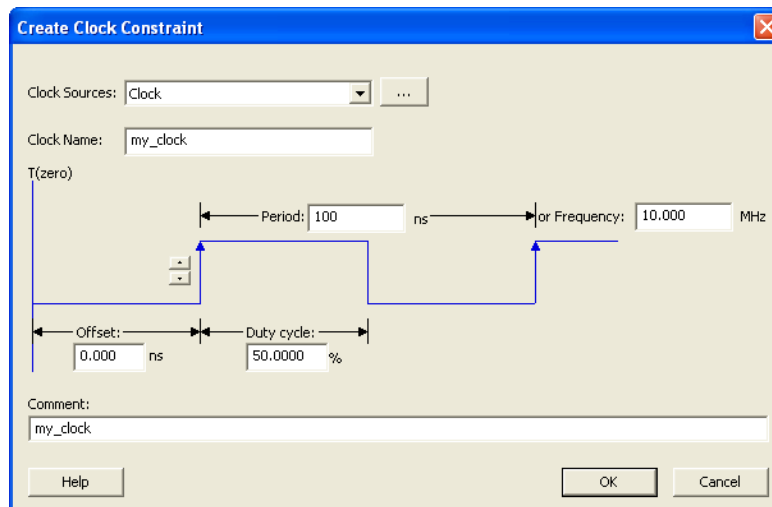 Create Clock Constraint
Clock Sources: Clock ...
Clock Name: my_clock
T(zero)
Period: 100 ns or Frequency: 10.000 MHz
Offset: Duty cycle:
0.000 ns 50.0000 %
Comment:
my_clock
Help OK Cancel